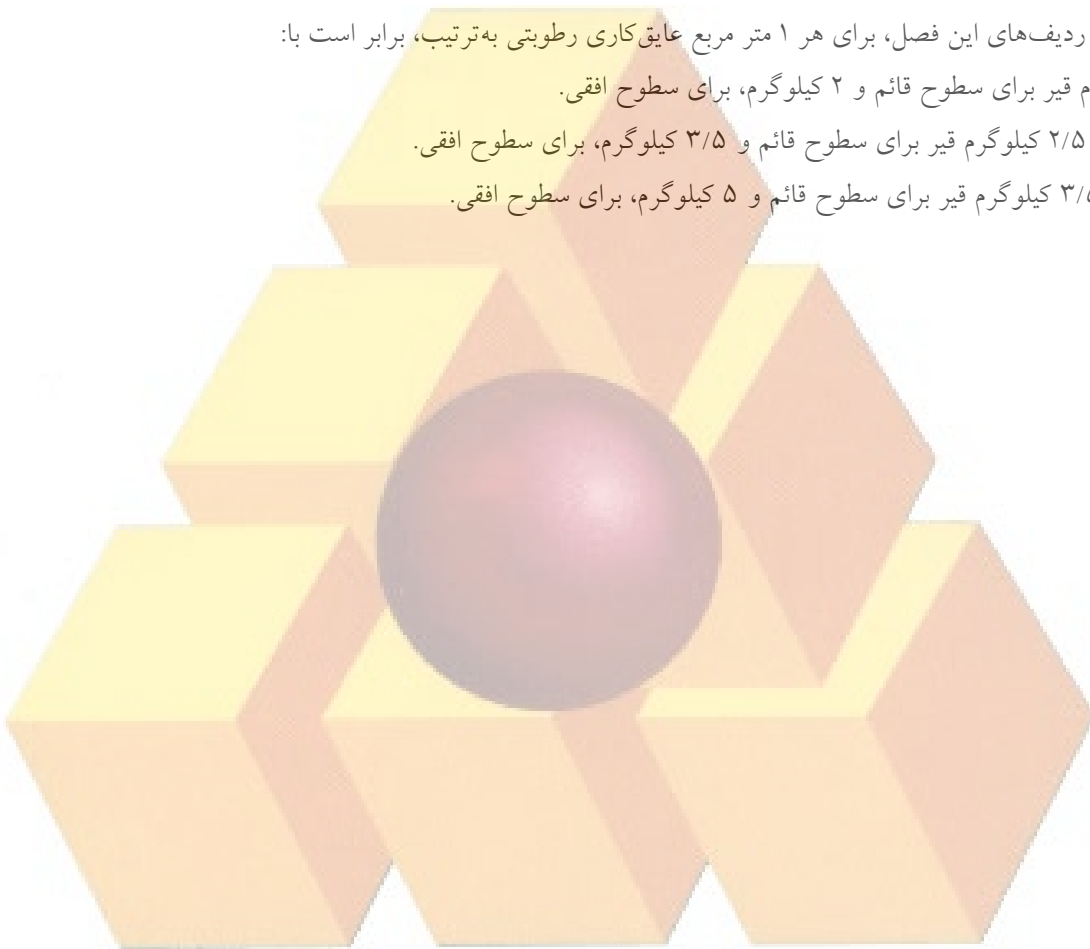 ردیف‌های این فصل، برای هر ۱ متر مربع عایق‌کاری رطوبتی به‌ترتیب، برابر است با:
قیر برای سطوح قائم و ۲ کیلوگرم، برای سطوح افقی.
۲/۵ کیلوگرم قیر برای سطوح قائم و ۳/۵ کیلوگرم، برای سطوح افقی.
۳/۵ کیلوگرم قیر برای سطوح قائم و ۵ کیلوگرم، برای سطوح افقی.